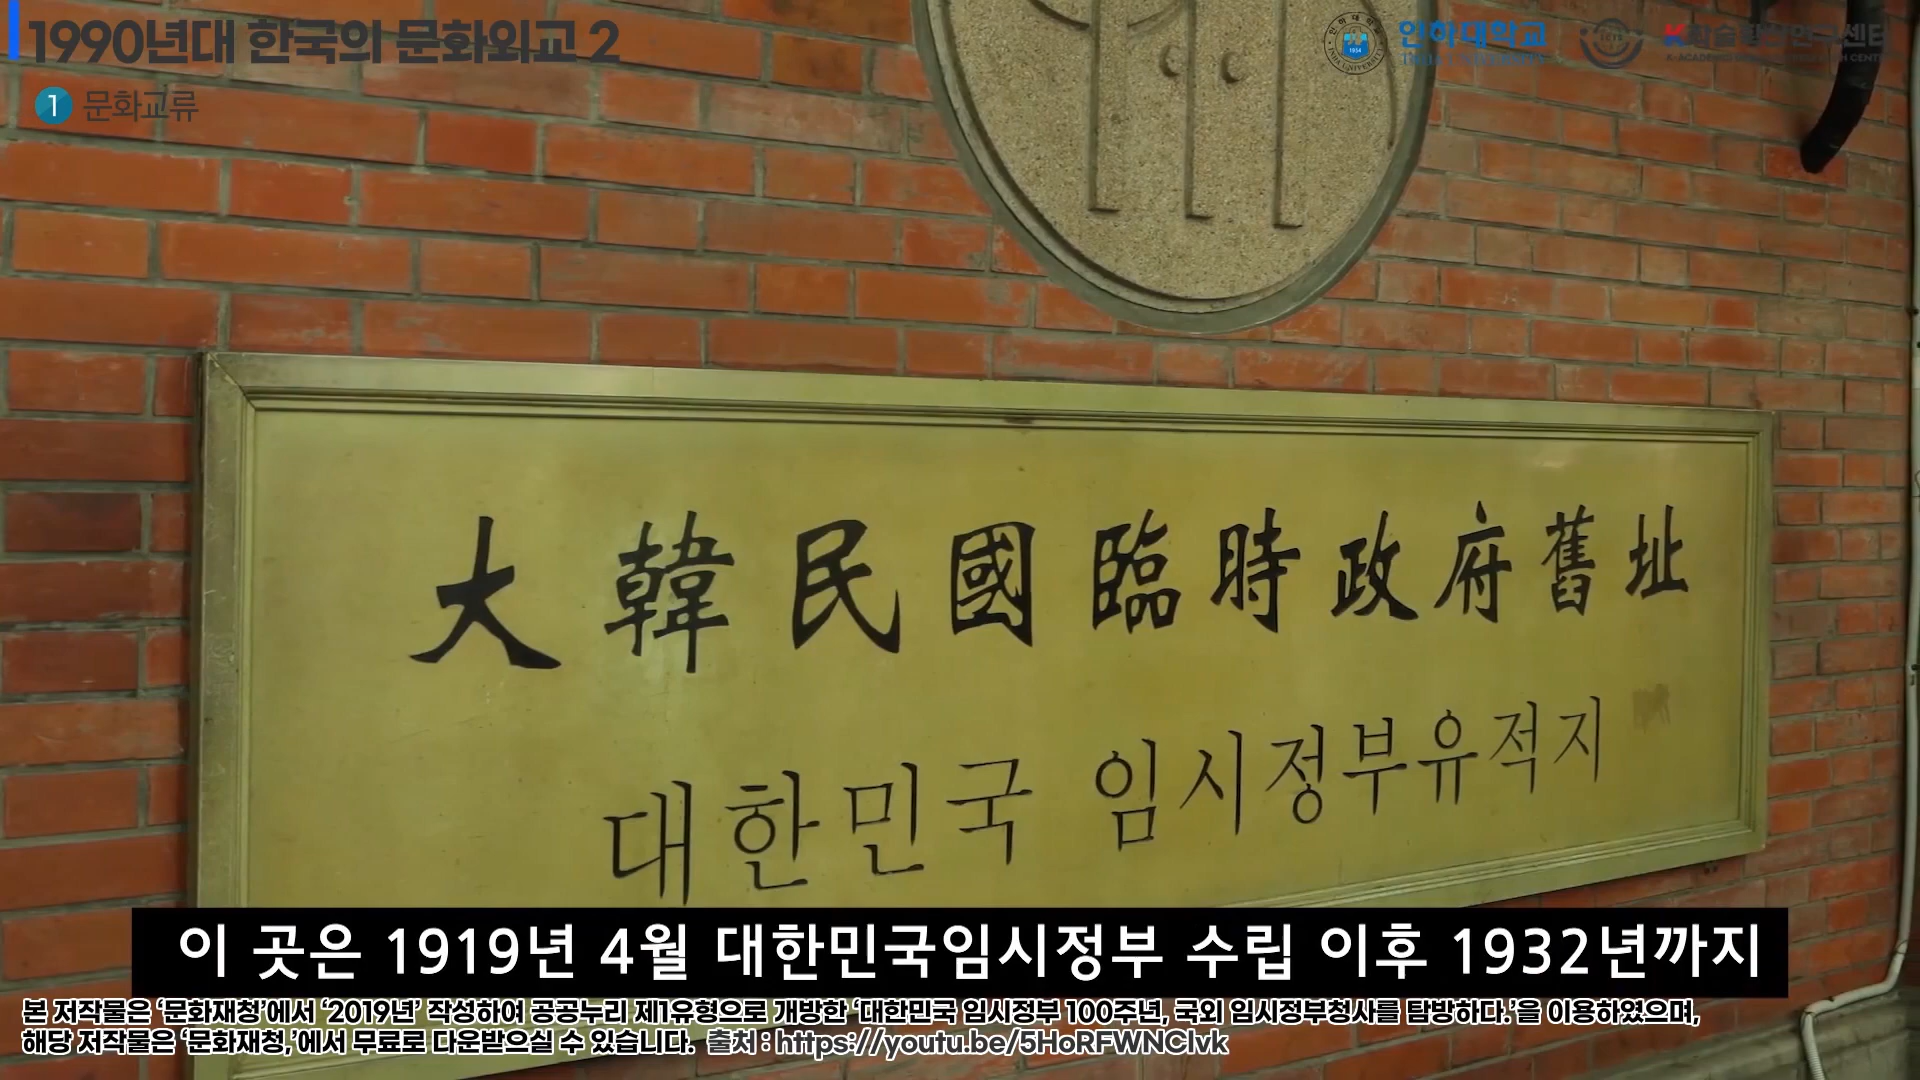 1990년대 한국의 문화외교 2
인하대학교
INHA UNIVERSITY
1 문화교류
大韓民國臨時政府舊址
대한민국 임시정부유적지
이 곳은 1919년 4월 대한민국임시정부 수립 이후 1932년까지
본 저작물은 ‘문화재청’에서 ‘2019년’ 작성하여 공공누리 제1유형으로 개방한 ‘대한민국 임시정부 100주년, 국외 임시정부청사를 탐방하다.’을 이용하였으며,
해당 저작물은 ‘문화재청,’에서 무료로 다운받으실 수 있습니다. 출처 : https://youtu.be/5HoRFWNClvk